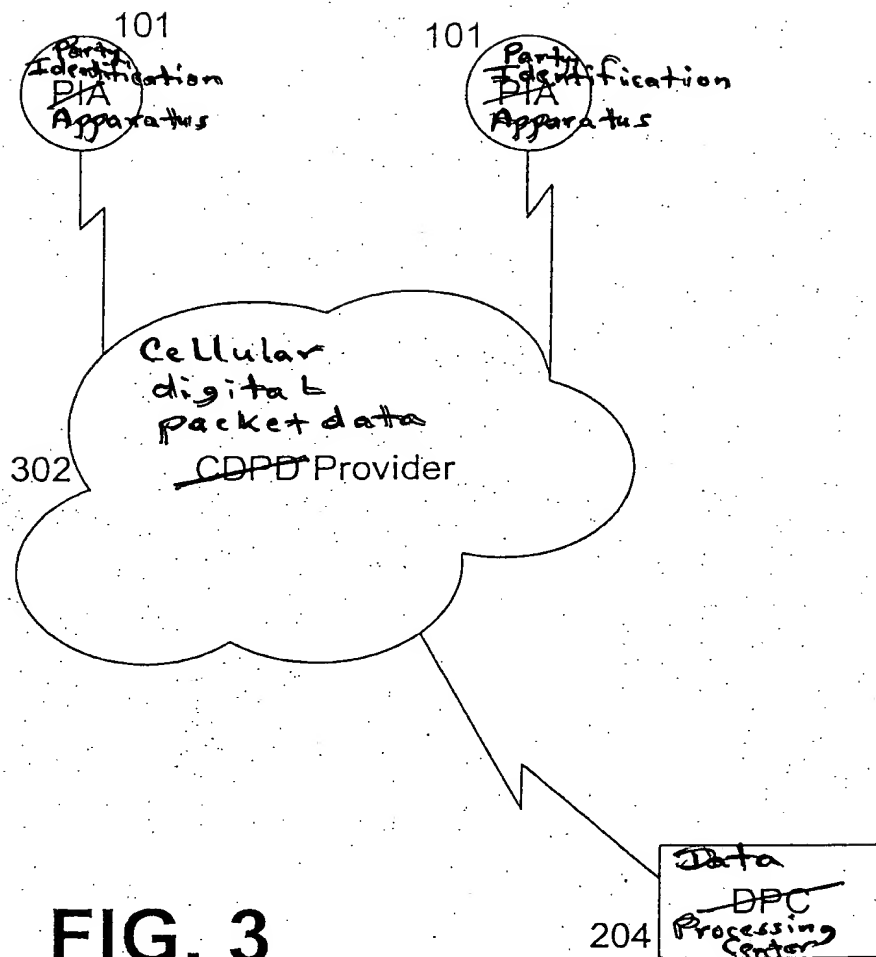 101
Party
Identification
PIA
Apparatus
101
Party
Identification
PIA
Apparatus
Cellular
digital
packet data
302
CDPD Provider
Data
DPC
204
Processing
Center
FIG. 3